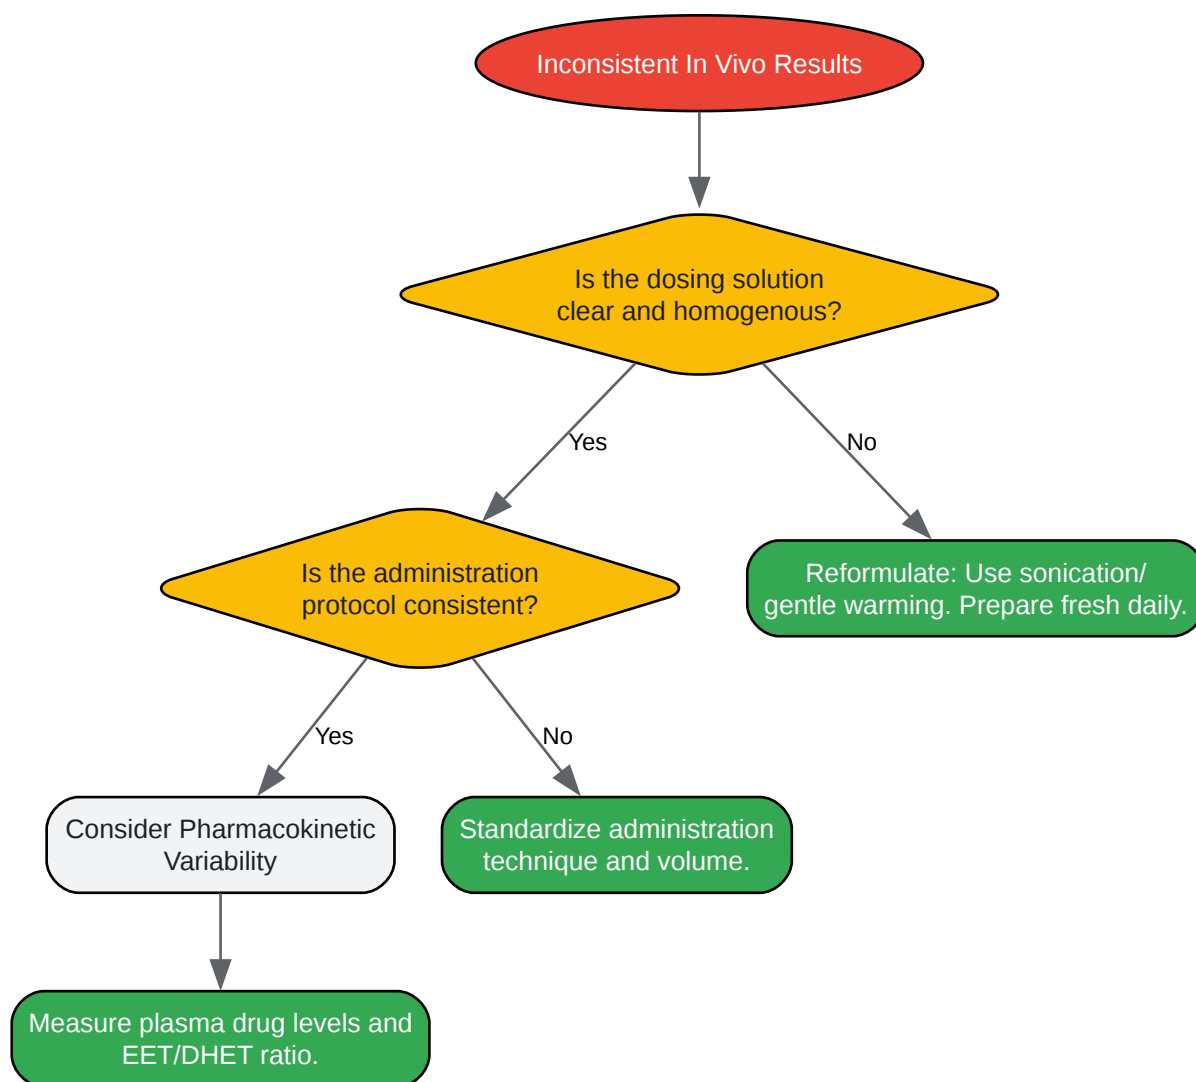 Inconsistent In Vivo Results
Is the dosing solution
clear and homogenous?
Yes
No
Is the administration
protocol consistent?
Reformulate: Use sonication/
gentle warming. Prepare fresh daily.
Yes
No
Consider Pharmacokinetic
Variability
Standardize administration
technique and volume.
Measure plasma drug levels and
EET/DHET ratio.